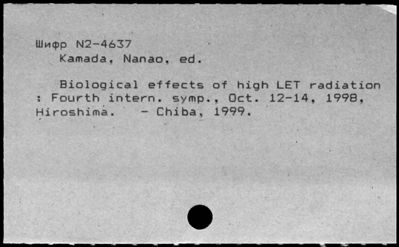 Шифр N2-4637
Kamada, Nanao, ed.
Biological effects of high LET radiation
: Fourth intern. symp., Oct. 12-14, 1998,
Hiroshima. - Chiba, 1999.